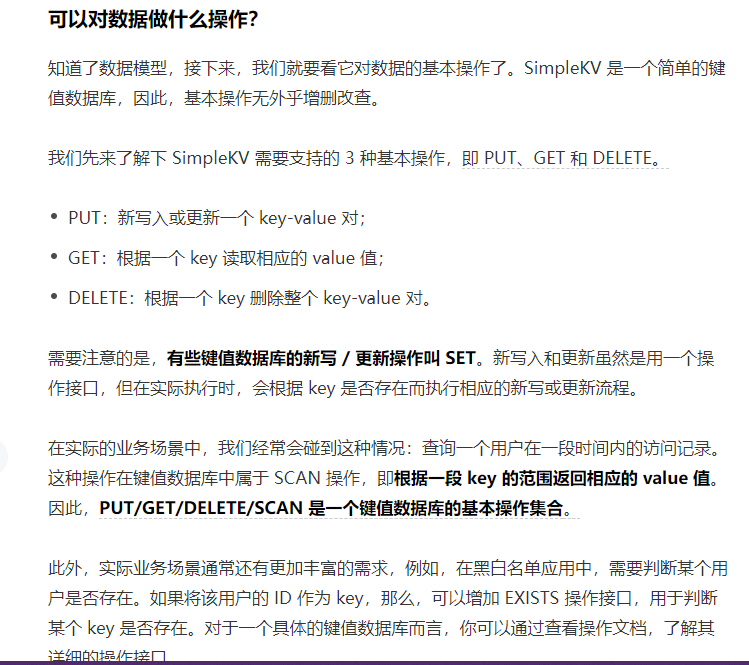 可以对数据做什么操作？
知道了数据模型，接下来，我们就要看它对数据的基本操作了。SimpleKV 是一个简单的键
值数据库，因此，基本操作无外乎增删改查。
我们先来了解下 SimpleKV 需要支持的 3 种基本操作，即 PUT、GET 和 DELETE。
• PUT：新写入或更新一个 key-value 对；
• GET：根据一个 key 读取相应的 value 值；
• DELETE：根据一个 key 删除整个 key-value 对。
需要注意的是，有些键值数据库的新写 / 更新操作叫 SET。新写入和更新虽然是用一个操
作接口，但在实际执行时，会根据 key 是否存在而执行相应的新写或更新流程。
在实际的业务场景中，我们经常会碰到这种情况：查询一个用户在一段时间内的访问记录。
这种操作在键值数据库中属于 SCAN 操作，即根据一段 key 的范围返回相应的 value 值。
因此，PUT/GET/DELETE/SCAN 是一个键值数据库的基本操作集合。
此外，实际业务场景通常还有更加丰富的需求，例如，在黑白名单应用中，需要判断某个用
户是否存在。如果将该用户的 ID 作为 key，那么，可以增加 EXISTS 操作接口，用于判断
某个 key 是否存在。对于一个具体的键值数据库而言，你可以通过查看操作文档，了解其
详细的操作接口